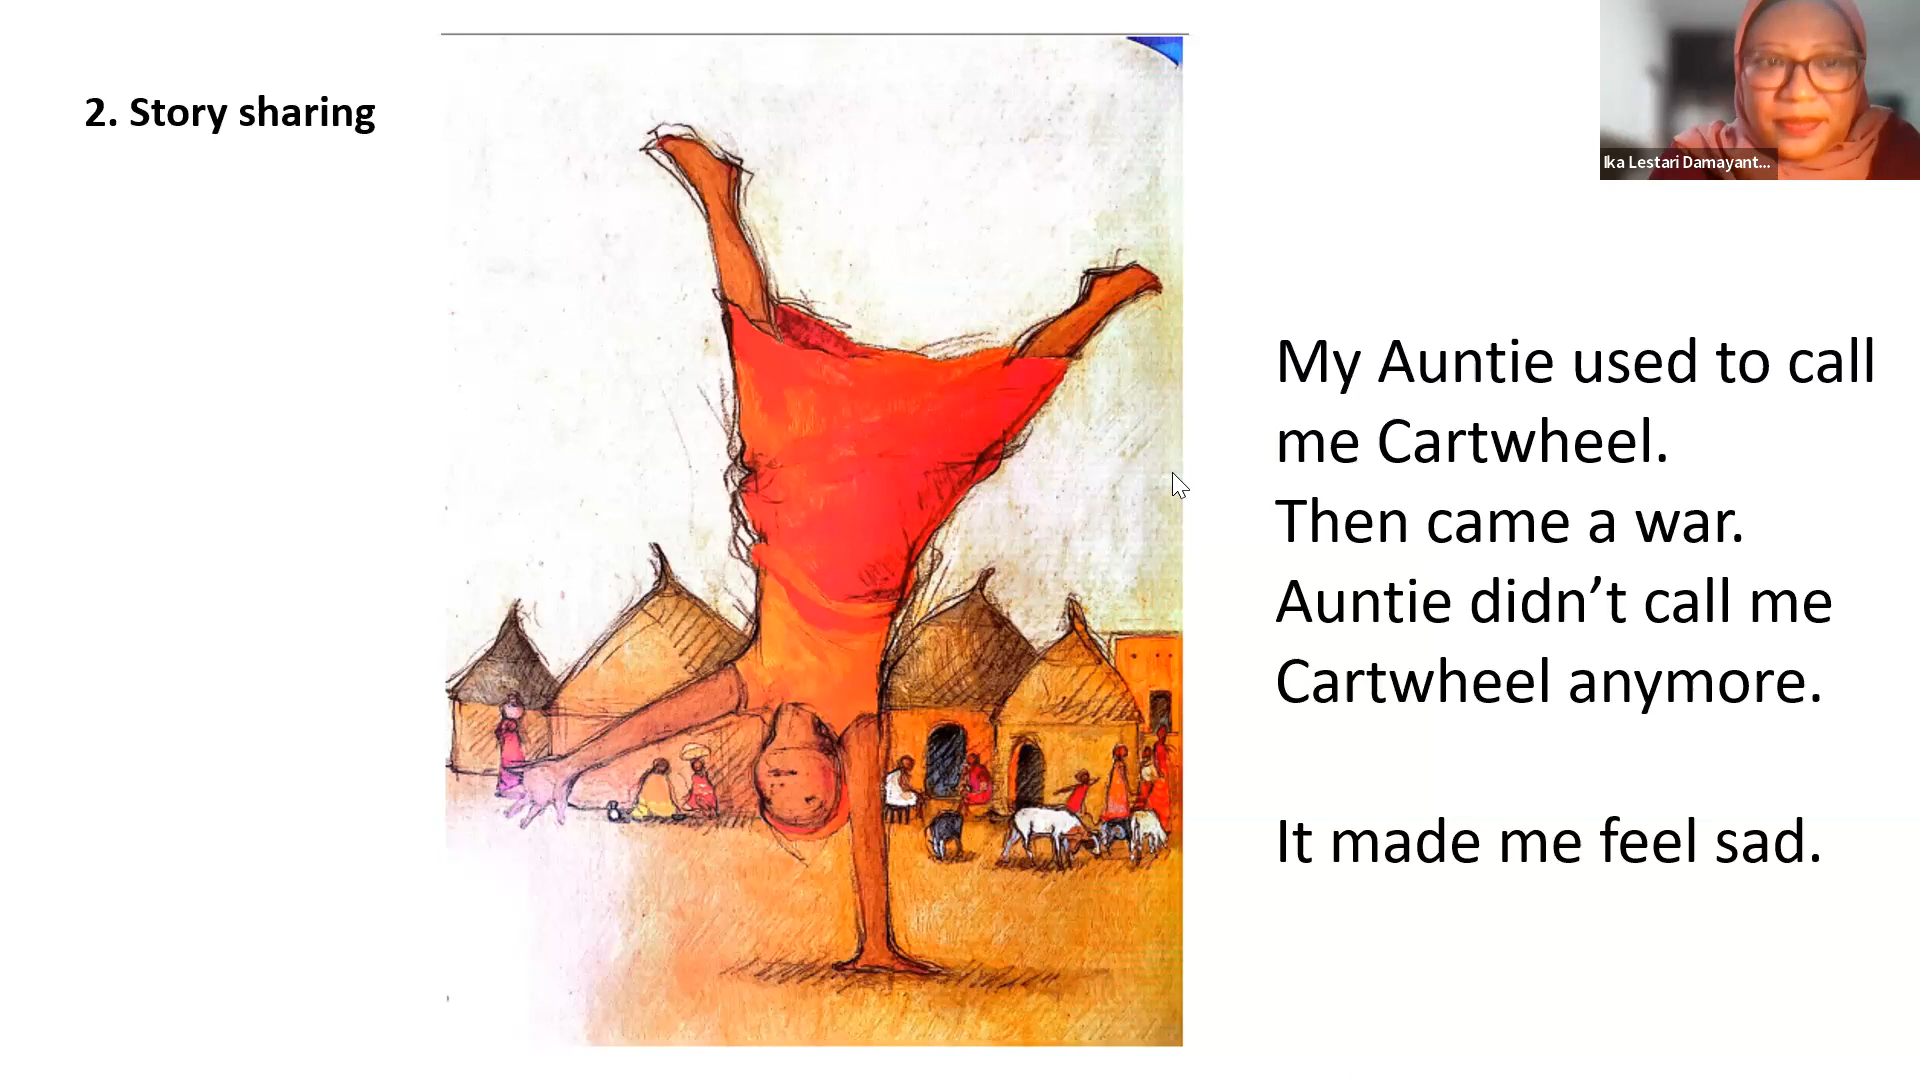 2. Story sharing
Ika Lestari Damayant...
My Auntie used to call
me Cartwheel.
Then came a war.
Auntie didn’t call me
Cartwheel anymore.
It made me feel sad.